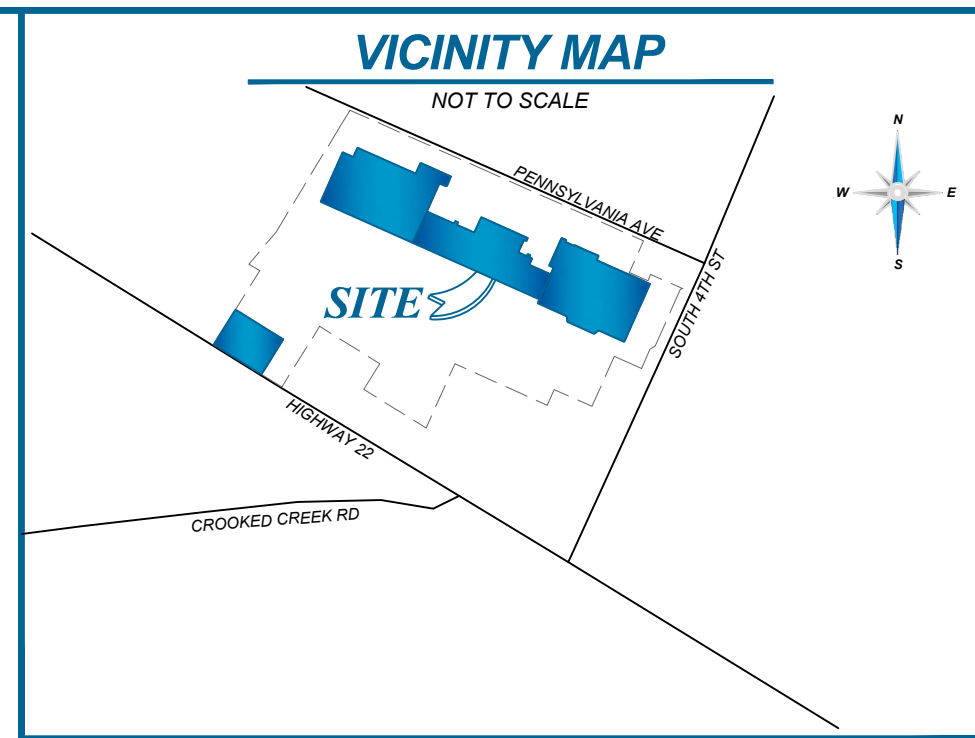 VICINITY MAP
NOT TO SCALE
N
W
E
S
PENNSYLVANIA AVE
SOUTH 4TH ST
SITE
HIGHWAY 22
CROOKED CREEK RD